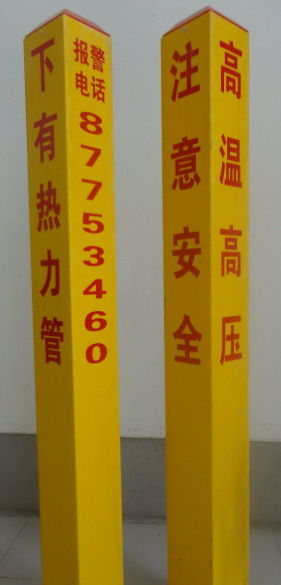 下有热力管
报警
电话
87753460
注意安全
高温高压